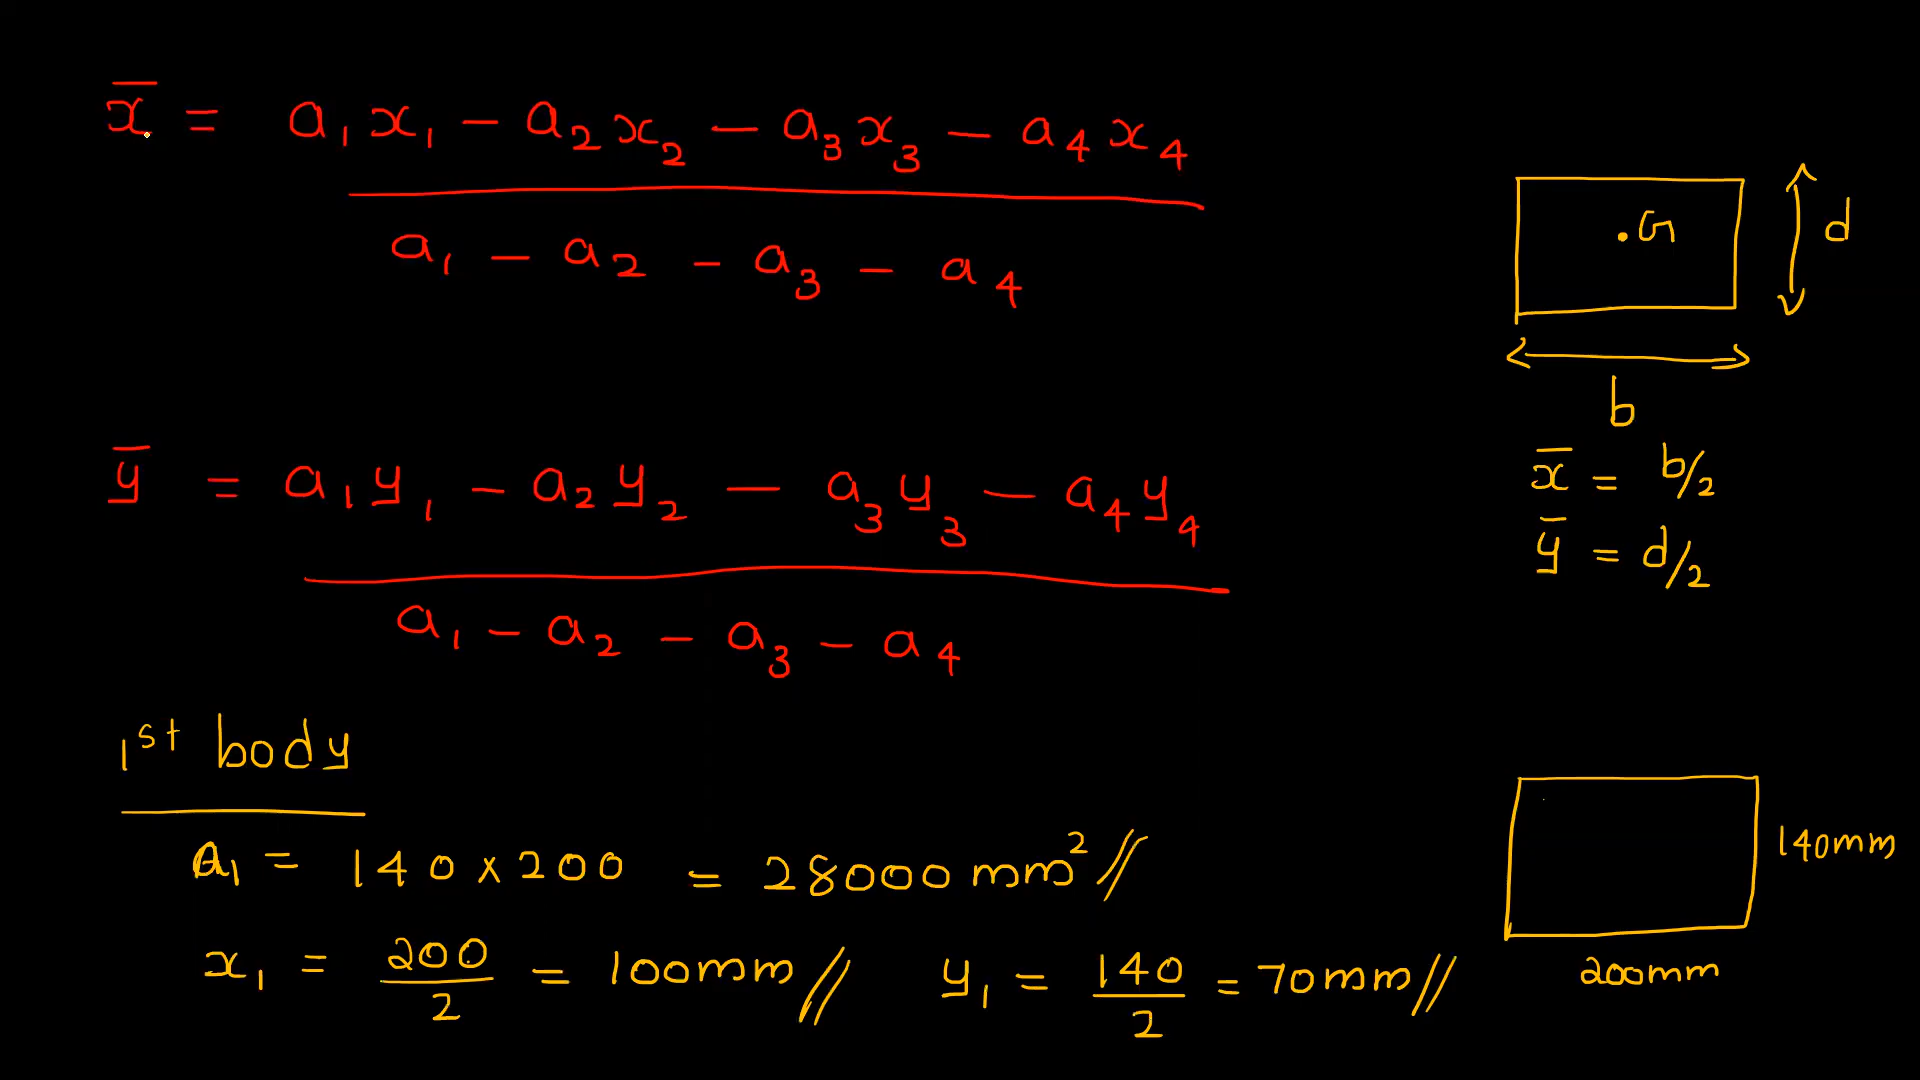 x̄ = a₁x₁ − a₂x₂ − a₃x₃ − a₄x₄
a₁ − a₂ − a₃ − a₄
ȳ = a₁y₁ − a₂y₂ − a₃y₃ − a₄y₄
a₁ − a₂ − a₃ − a₄
.G
d
b
x̄ = b/2
ȳ = d/2
1st body
a₁ = 140 x 200 = 28000 mm² //
x₁ = 200/2 = 100mm // y₁ = 140/2 = 70mm //
140mm
200mm